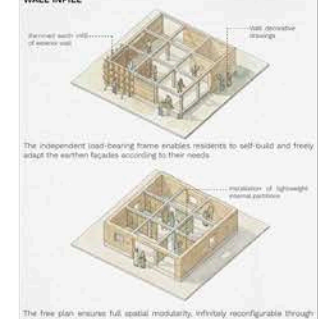 WALL INFILL
Rammed earth infill
of exterior wall
Wall decorative
drawings
The independent load-bearing frame enables residents to self-build and freely
adapt the earthen façades according to their needs
Installation of lightweight
internal partitions
The free plan ensures full spatial modularity, infinitely reconfigurable through